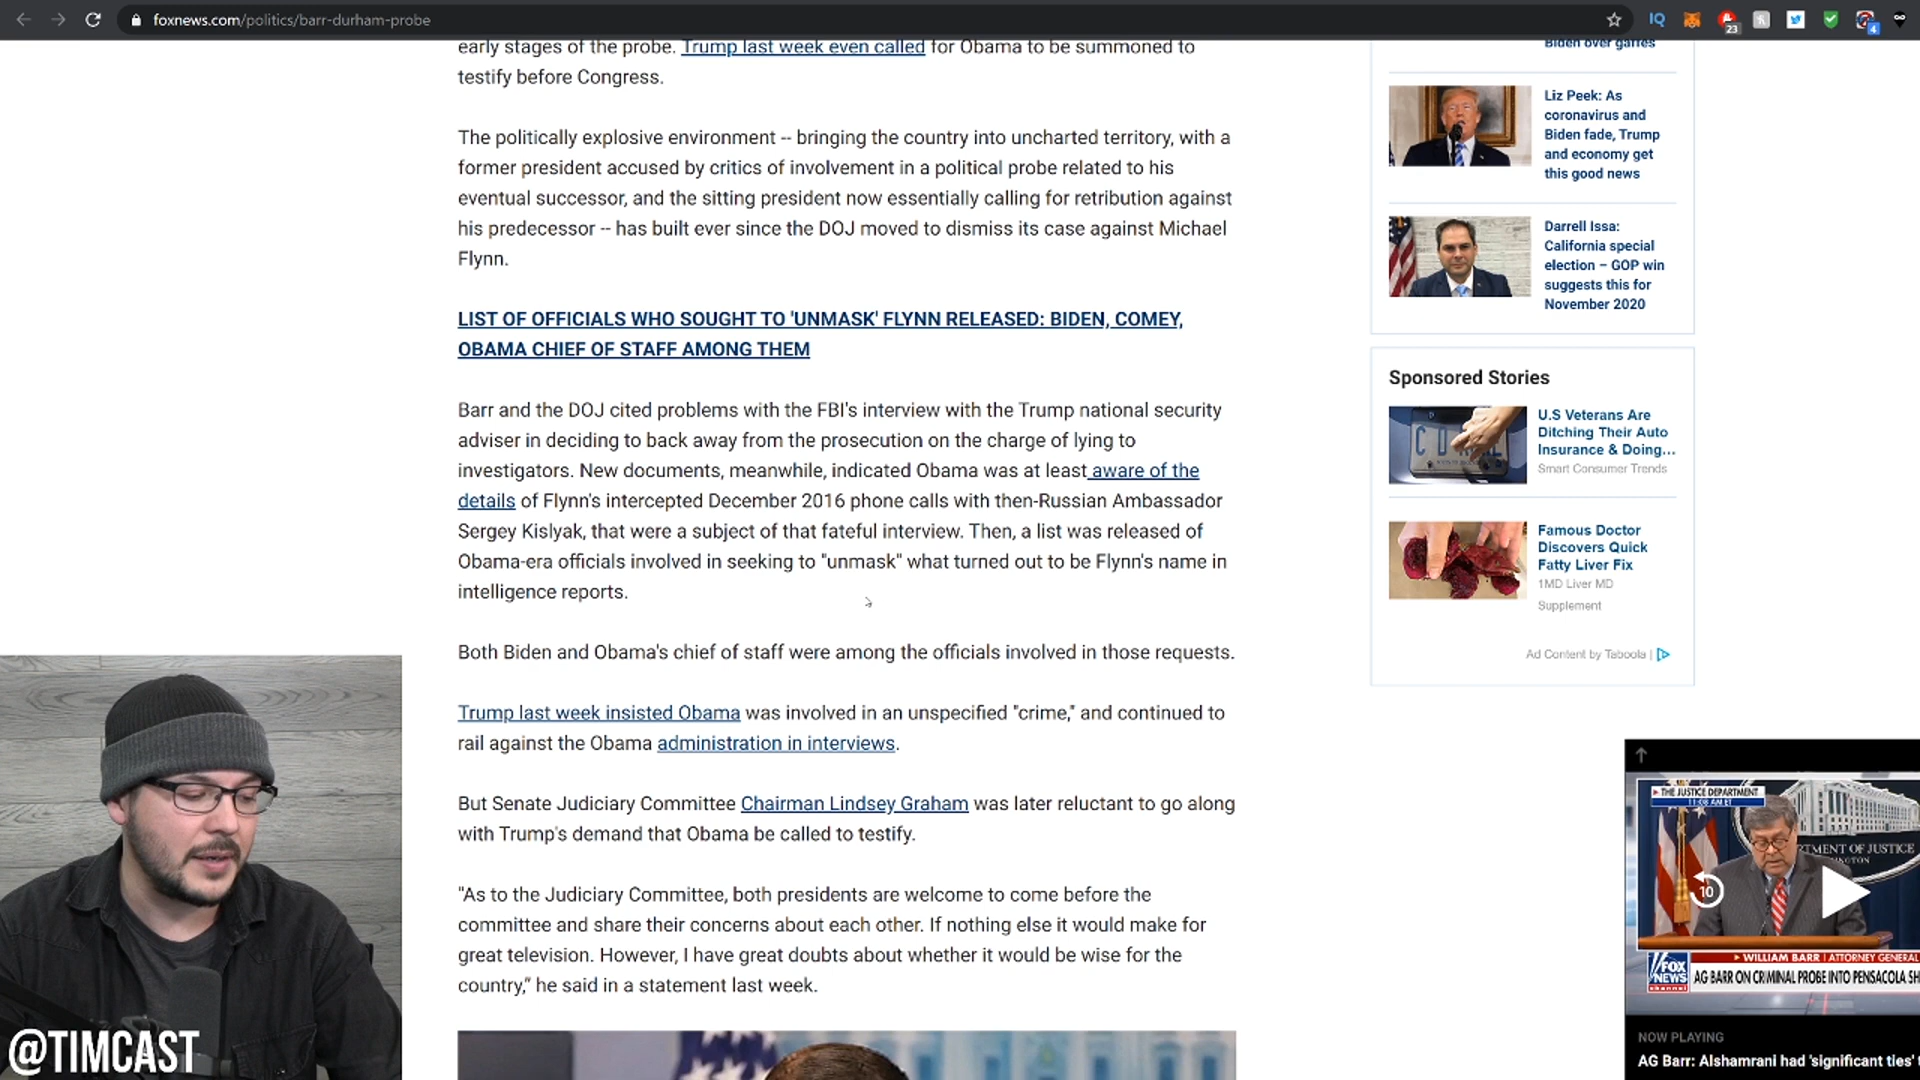 foxnews.com/politics/barr-durham-probe
IQ
23
4
early stages of the probe. Trump last week even called for Obama to be summoned to
testify before Congress.
The politically explosive environment -- bringing the country into uncharted territory, with a
former president accused by critics of involvement in a political probe related to his
eventual successor, and the sitting president now essentially calling for retribution against
his predecessor -- has built ever since the DOJ moved to dismiss its case against Michael
Flynn.
LIST OF OFFICIALS WHO SOUGHT TO 'UNMASK' FLYNN RELEASED: BIDEN, COMEY,
OBAMA CHIEF OF STAFF AMONG THEM
Barr and the DOJ cited problems with the FBI's interview with the Trump national security
adviser in deciding to back away from the prosecution on the charge of lying to
investigators. New documents, meanwhile, indicated Obama was at least aware of the
details of Flynn's intercepted December 2016 phone calls with then-Russian Ambassador
Sergey Kislyak, that were a subject of that fateful interview. Then, a list was released of
Obama-era officials involved in seeking to "unmask" what turned out to be Flynn's name in
intelligence reports.
Both Biden and Obama's chief of staff were among the officials involved in those requests.
Trump last week insisted Obama was involved in an unspecified "crime," and continued to
rail against the Obama administration in interviews.
But Senate Judiciary Committee Chairman Lindsey Graham was later reluctant to go along
with Trump's demand that Obama be called to testify.
"As to the Judiciary Committee, both presidents are welcome to come before the
committee and share their concerns about each other. If nothing else it would make for
great television. However, I have great doubts about whether it would be wise for the
country," he said in a statement last week.
Biden over gaffes
Liz Peek: As
coronavirus and
Biden fade, Trump
and economy get
this good news
Darrell Issa:
California special
election – GOP win
suggests this for
November 2020
Sponsored Stories
U.S Veterans Are
Ditching Their Auto
Insurance & Doing...
Smart Consumer Trends
Famous Doctor
Discovers Quick
Fatty Liver Fix
1MD Liver MD
Supplement
Ad Content by Taboola |
THE JUSTICE DEPARTMENT
11:08 AM ET
RTMENT OF JUSTICE
10
WILLIAM BARR | ATTORNEY GENERAL
FOX
NEWS
channel
AG BARR ON CRIMINAL PROBE INTO PENSACOLA SH
NOW PLAYING
AG Barr: Alshamrani had 'significant ties'
@TIMCAST